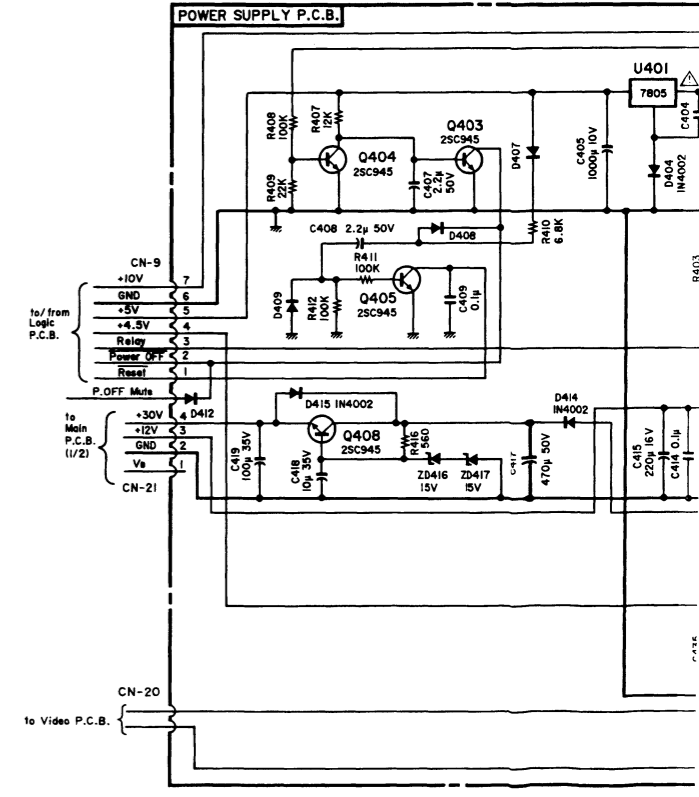 POWER SUPPLY P.C.B.
U401
7805
C404
R408
100K
R407
12K
Q404
2SC945
Q403
2SC945
D407
C405
1000μ 10V
D404
IN4002
R409
22K
C407
2.2μ
50V
C408 2.2μ 50V
D408
R410
6.8K
R411
100K
Q405
2SC945
D409
R412
100K
C409
0.1μ
R403
CN-9
to/from
Logic
P.C.B.
+10V 7
GND 6
+5V 5
+4.5V 4
Relay 3
Power OFF 2
Reset 1
P.OFF Mute
D412
to
Main
P.C.B.
(1/2)
+30V 4
+12V 3
GND 2
Vs 1
CN-21
D415 IN4002
Q408
2SC945
C419
100μ 35V
C418
10μ 35V
R416
560
ZD416
15V
ZD417
15V
C417
470μ 50V
D414
IN4002
C415
220μ 16V
C414 0.1μ
CN-20
to Video P.C.B.